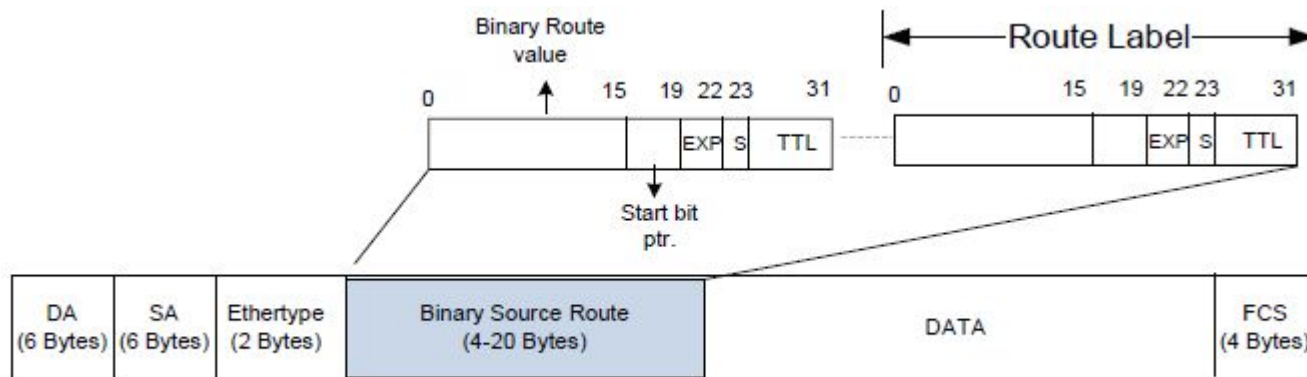 Binary Route
value
Route Label
0
15
19
22
23
31
0
15
19
22
23
31
EXP
S
TTL
EXP
S
TTL
Start bit
ptr.
DA
(6 Bytes)
SA
(6 Bytes)
Ethertype
(2 Bytes)
Binary Source Route
(4-20 Bytes)
DATA
FCS
(4 Bytes)